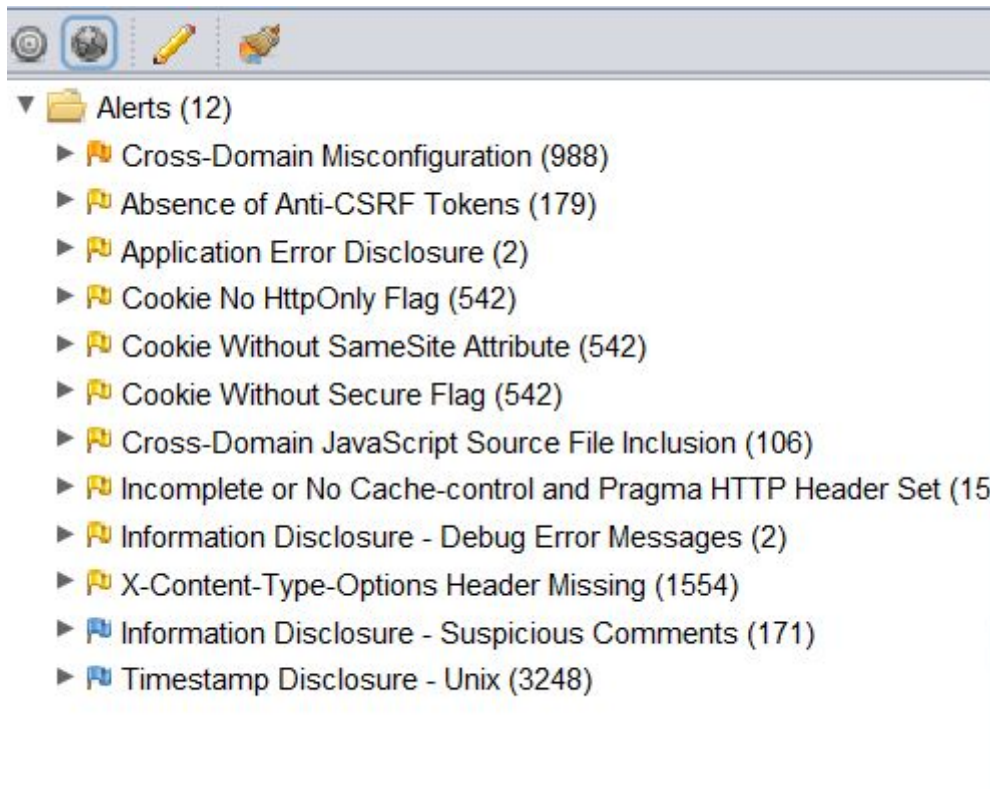 Alerts (12)
Cross-Domain Misconfiguration (988)
Absence of Anti-CSRF Tokens (179)
Application Error Disclosure (2)
Cookie No HttpOnly Flag (542)
Cookie Without SameSite Attribute (542)
Cookie Without Secure Flag (542)
Cross-Domain JavaScript Source File Inclusion (106)
Incomplete or No Cache-control and Pragma HTTP Header Set (15
Information Disclosure - Debug Error Messages (2)
X-Content-Type-Options Header Missing (1554)
Information Disclosure - Suspicious Comments (171)
Timestamp Disclosure - Unix (3248)